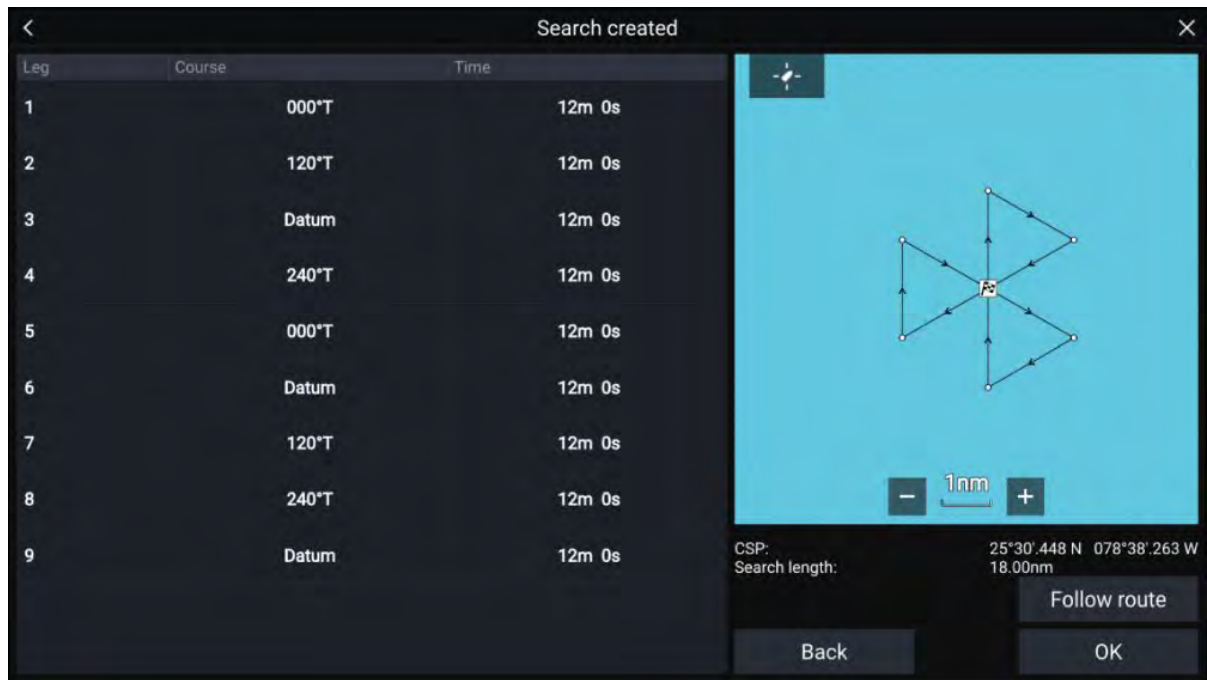 Search created
Leg Course Time
1 000°T 12m 0s
2 120°T 12m 0s
3 Datum 12m 0s
4 240°T 12m 0s
5 000°T 12m 0s
6 Datum 12m 0s
7 120°T 12m 0s
8 240°T 12m 0s
9 Datum 12m 0s
1nm
CSP: 25°30'.448 N 078°38'.263 W
Search length: 18.00nm
Follow route
Back OK